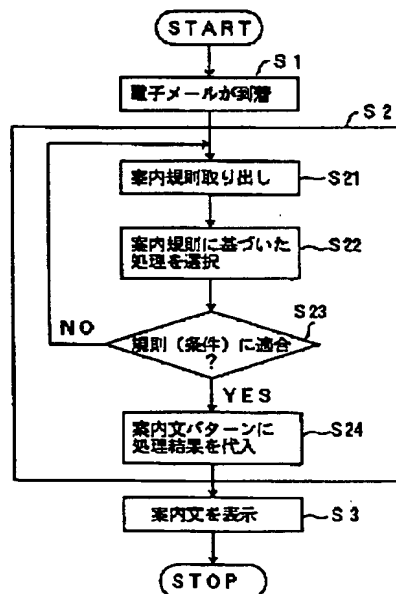 START
S1
電子メールが到着
S2
案内規則取り出し
S21
案内規則に基づいた
処理を選択
S22
S23
NO
規則（条件）に適合
?
YES
案内文パターンに
処理結果を代入
S24
案内文を表示
S3
STOP